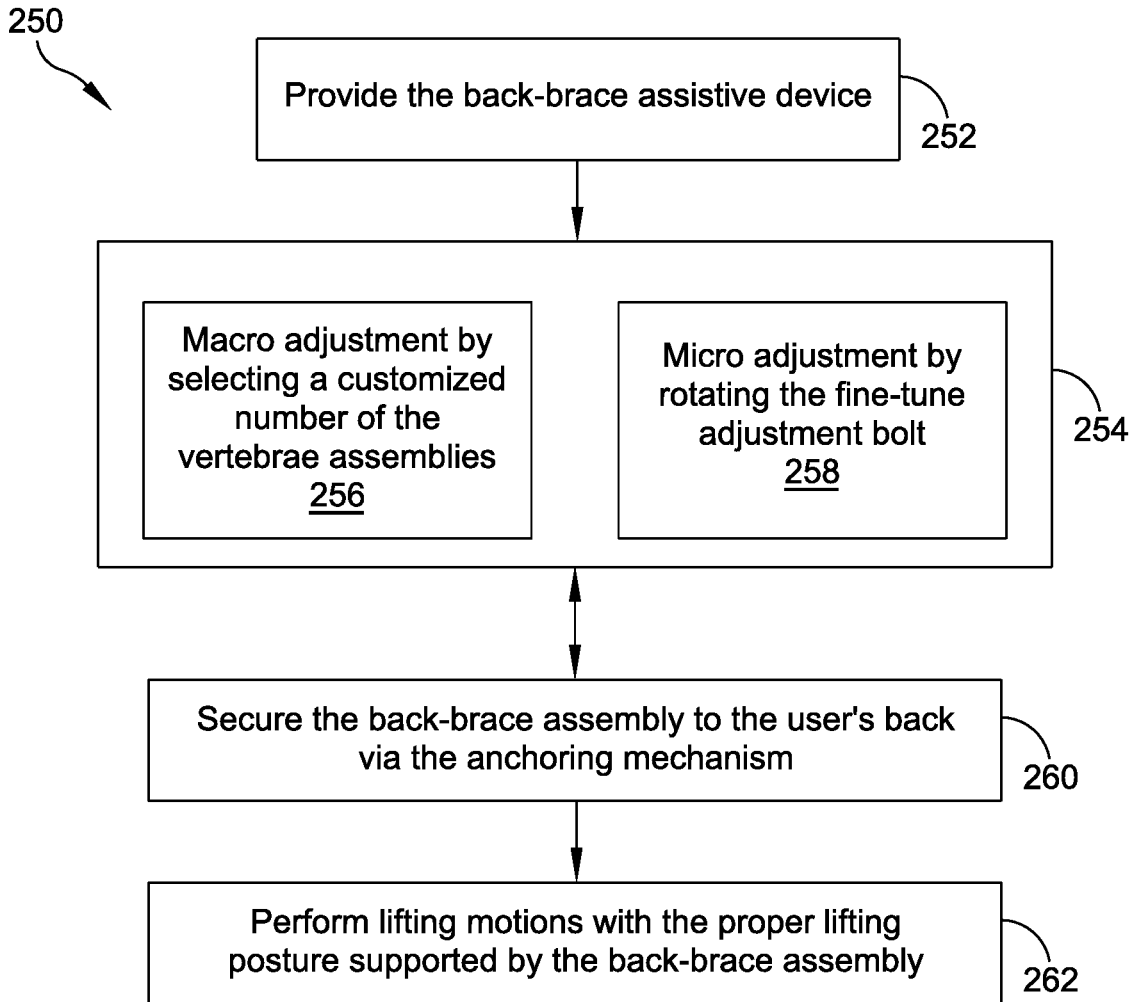 250
Provide the back-brace assistive device
252
Macro adjustment by
selecting a customized
number of the
vertebrae assemblies
256
Micro adjustment by
rotating the fine-tune
adjustment bolt
258
254
Secure the back-brace assembly to the user's back
via the anchoring mechanism
260
Perform lifting motions with the proper lifting
posture supported by the back-brace assembly
262